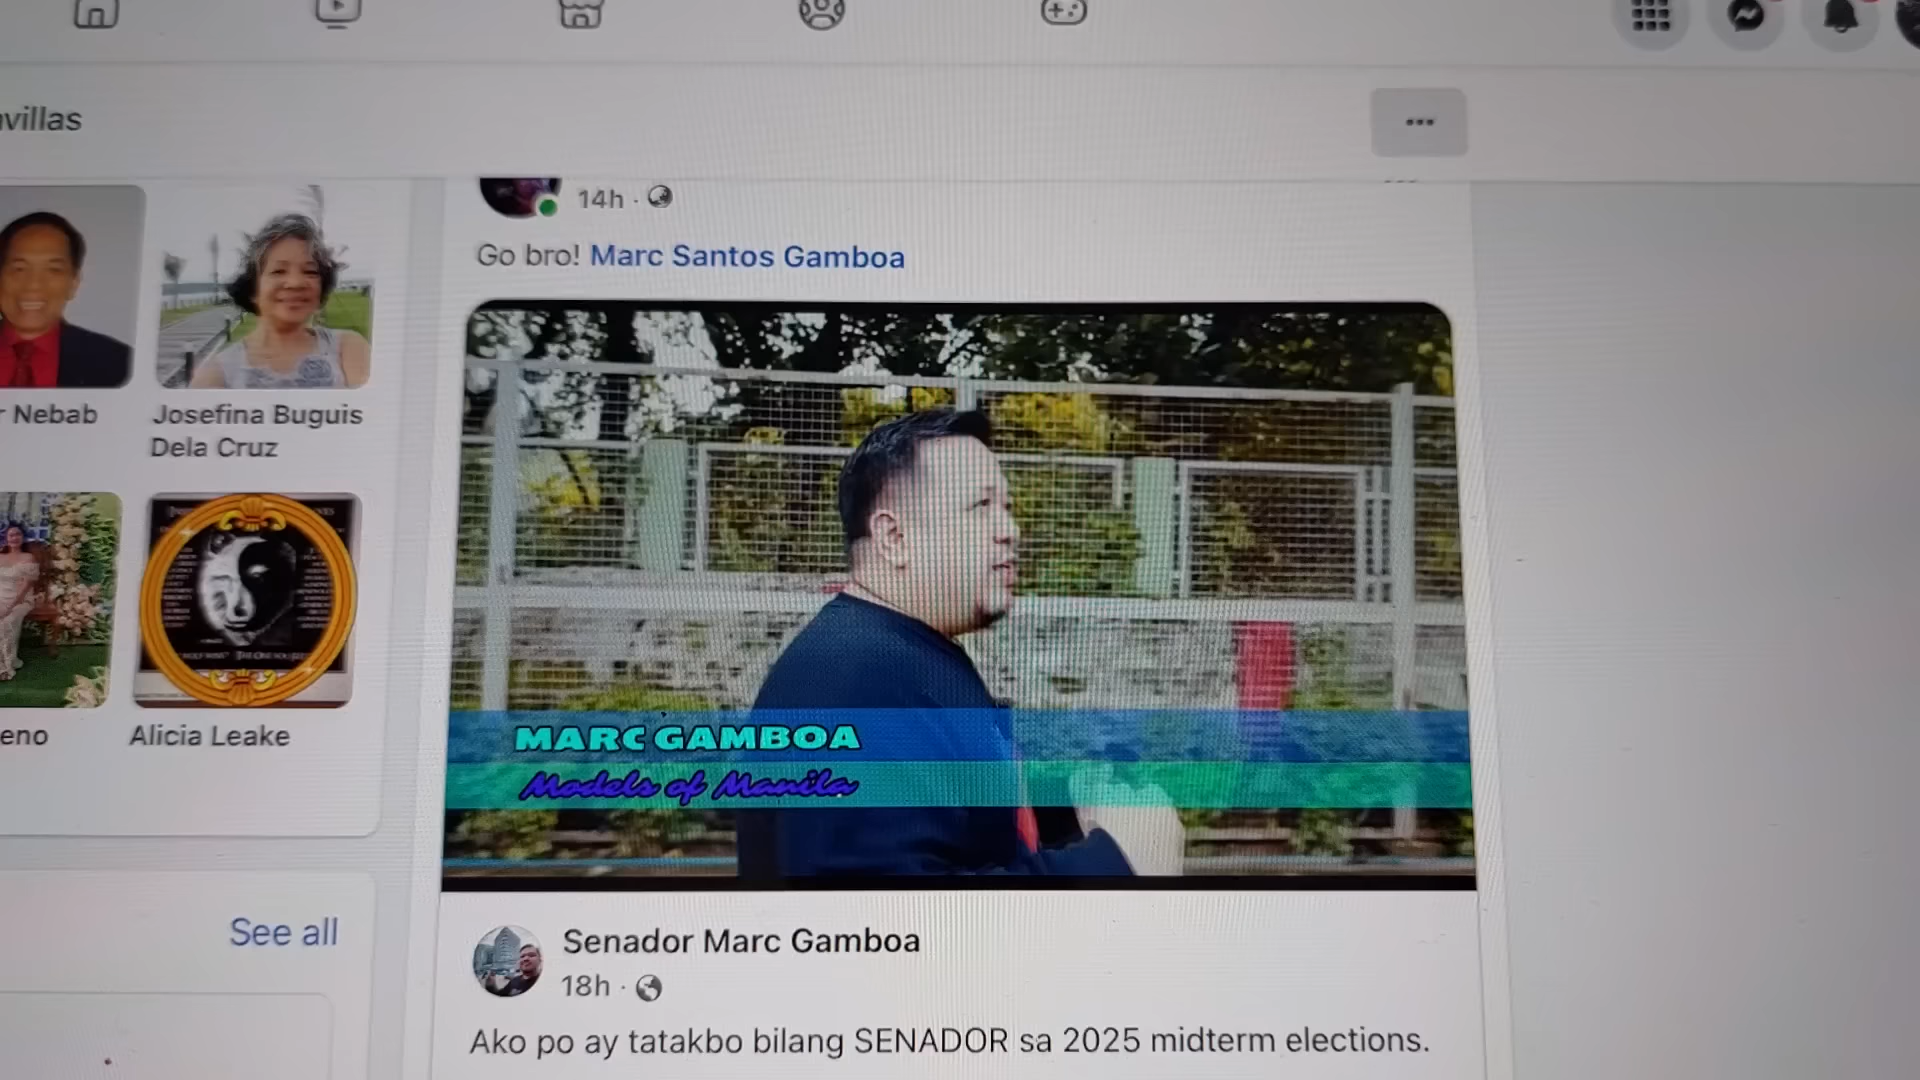 villas
14h ·
Go bro! Marc Santos Gamboa
Nebab
Josefina Buguis
Dela Cruz
eno
Alicia Leake
See all
MARC GAMBOA
Models of Manila
Senador Marc Gamboa
18h ·
Ako po ay tatakbo bilang SENADOR sa 2025 midterm elections.